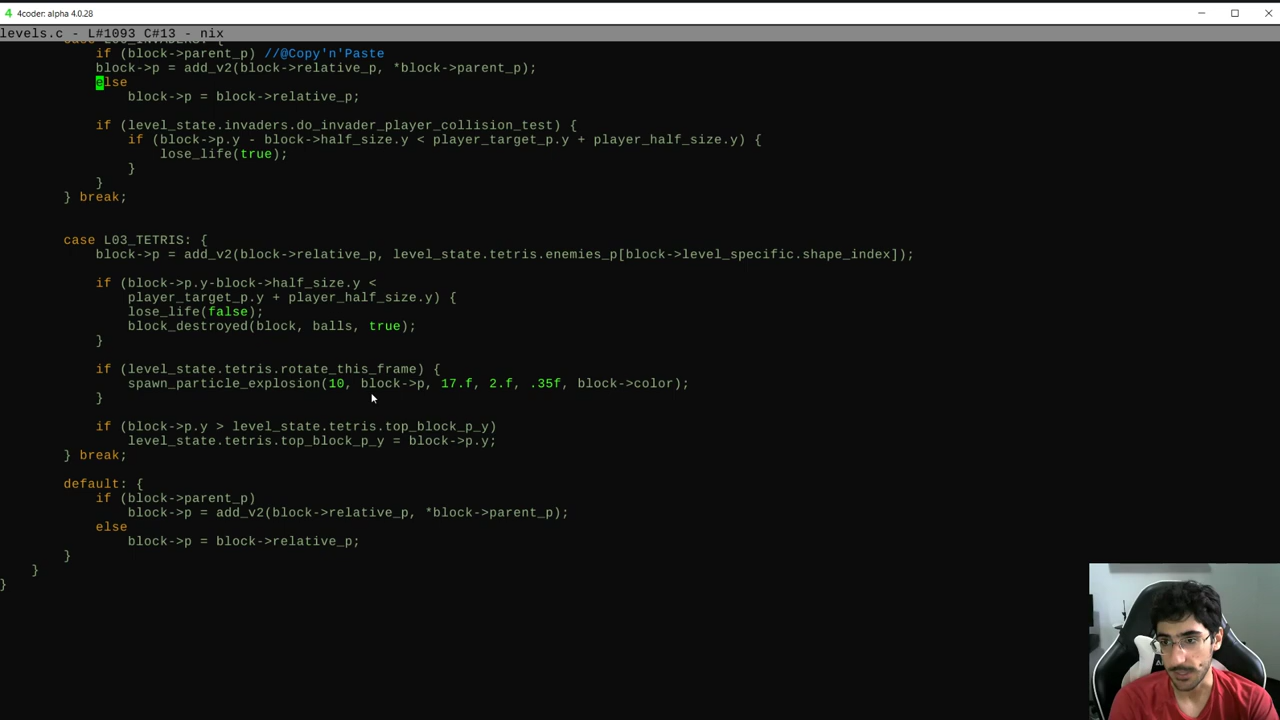 4coder: alpha 4.0.28
levels.c - L#1093 C#13 - nix
if (block->parent_p) //@Copy'n'Paste
block->p = add_v2(block->relative_p, *block->parent_p);
else
block->p = block->relative_p;
if (level_state.invaders.do_invader_player_collision_test) {
if (block->p.y - block->half_size.y < player_target_p.y + player_half_size.y) {
lose_life(true);
}
}
} break;
case L03_TETRIS: {
block->p = add_v2(block->relative_p, level_state.tetris.enemies_p[block->level_specific.shape_index]);
if (block->p.y-block->half_size.y <
player_target_p.y + player_half_size.y) {
lose_life(false);
block_destroyed(block, balls, true);
}
if (level_state.tetris.rotate_this_frame) {
spawn_particle_explosion(10, block->p, 17.f, 2.f, .35f, block->color);
}
if (block->p.y > level_state.tetris.top_block_p_y)
level_state.tetris.top_block_p_y = block->p.y;
} break;
default: {
if (block->parent_p)
block->p = add_v2(block->relative_p, *block->parent_p);
else
block->p = block->relative_p;
}
}
}